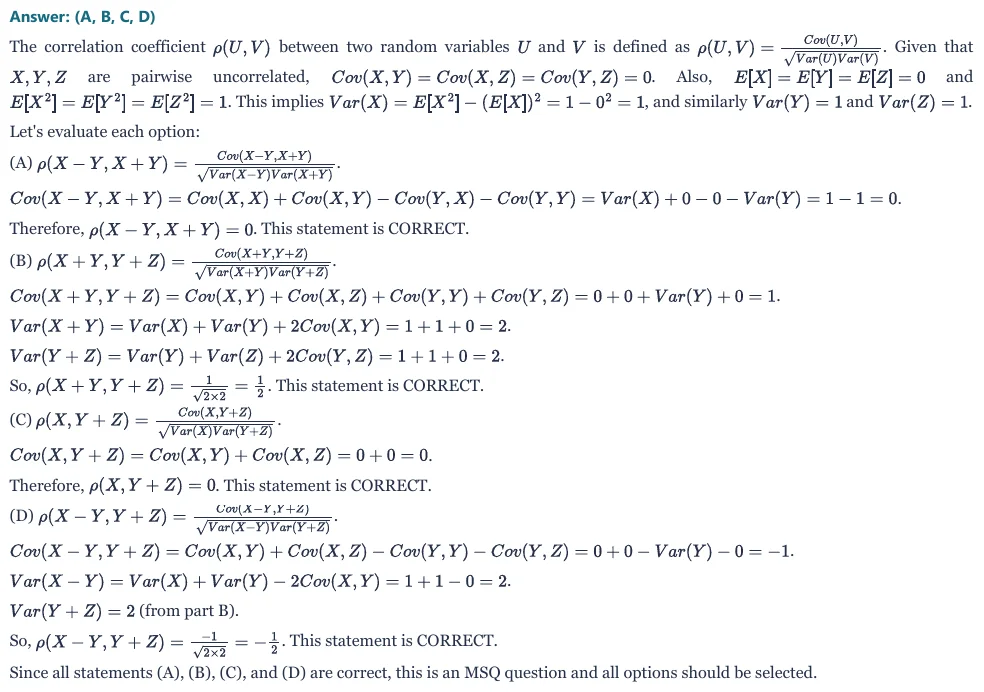 Answer: (A, B, C, D)
The correlation coefficient ρ(U, V) between two random variables U and V is defined as ρ(U, V) = Cov(U,V)/√Var(U)Var(V). Given that
X, Y, Z are pairwise uncorrelated, Cov(X, Y) = Cov(X, Z) = Cov(Y, Z) = 0. Also, E[X] = E[Y] = E[Z] = 0 and
E[X²] = E[Y²] = E[Z²] = 1. This implies Var(X) = E[X²] − (E[X])² = 1 − 0² = 1, and similarly Var(Y) = 1 and Var(Z) = 1.
Let's evaluate each option:
(A) ρ(X − Y, X + Y) = Cov(X−Y,X+Y)/√Var(X−Y)Var(X+Y).
Cov(X − Y, X + Y) = Cov(X, X) + Cov(X, Y) − Cov(Y, X) − Cov(Y, Y) = Var(X) + 0 − 0 − Var(Y) = 1 − 1 = 0.
Therefore, ρ(X − Y, X + Y) = 0. This statement is CORRECT.
(B) ρ(X + Y, Y + Z) = Cov(X+Y,Y+Z)/√Var(X+Y)Var(Y+Z).
Cov(X + Y, Y + Z) = Cov(X, Y) + Cov(X, Z) + Cov(Y, Y) + Cov(Y, Z) = 0 + 0 + Var(Y) + 0 = 1.
Var(X + Y) = Var(X) + Var(Y) + 2Cov(X, Y) = 1 + 1 + 0 = 2.
Var(Y + Z) = Var(Y) + Var(Z) + 2Cov(Y, Z) = 1 + 1 + 0 = 2.
So, ρ(X + Y, Y + Z) = 1/√2×2 = 1/2. This statement is CORRECT.
(C) ρ(X, Y + Z) = Cov(X,Y+Z)/√Var(X)Var(Y+Z).
Cov(X, Y + Z) = Cov(X, Y) + Cov(X, Z) = 0 + 0 = 0.
Therefore, ρ(X, Y + Z) = 0. This statement is CORRECT.
(D) ρ(X − Y, Y + Z) = Cov(X−Y,Y+Z)/√Var(X−Y)Var(Y+Z).
Cov(X − Y, Y + Z) = Cov(X, Y) + Cov(X, Z) − Cov(Y, Y) − Cov(Y, Z) = 0 + 0 − Var(Y) − 0 = −1.
Var(X − Y) = Var(X) + Var(Y) − 2Cov(X, Y) = 1 + 1 − 0 = 2.
Var(Y + Z) = 2 (from part B).
So, ρ(X − Y, Y + Z) = −1/√2×2 = −1/2. This statement is CORRECT.
Since all statements (A), (B), (C), and (D) are correct, this is an MSQ question and all options should be selected.